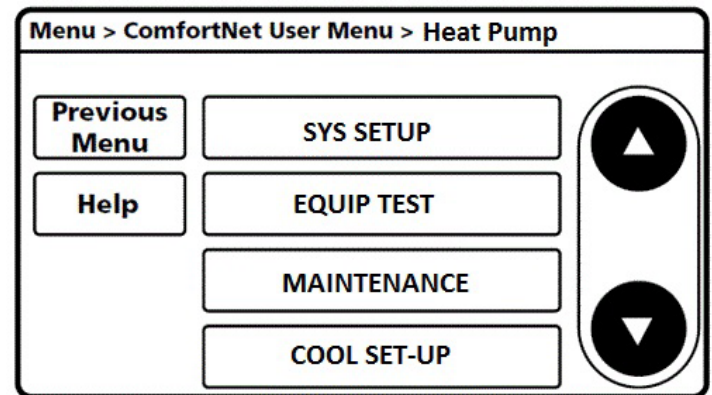 Menu > ComfortNet User Menu > Heat Pump
Previous
Menu
SYS SETUP
Help
EQUIP TEST
MAINTENANCE
COOL SET-UP